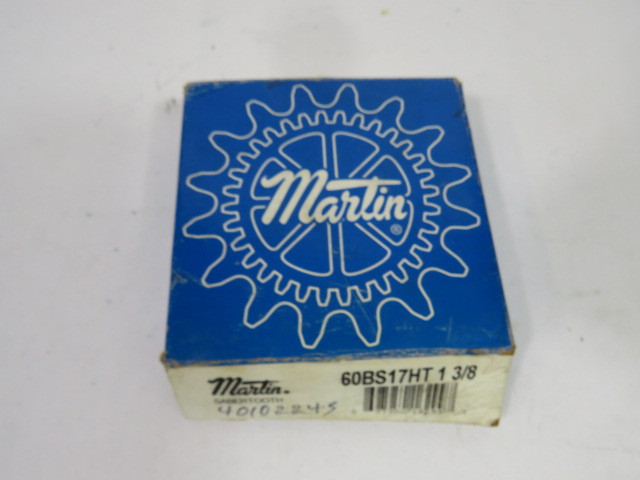 Martin ®
Martin®
60BS17HT 1 3/8
SABERTOOTH
40102245